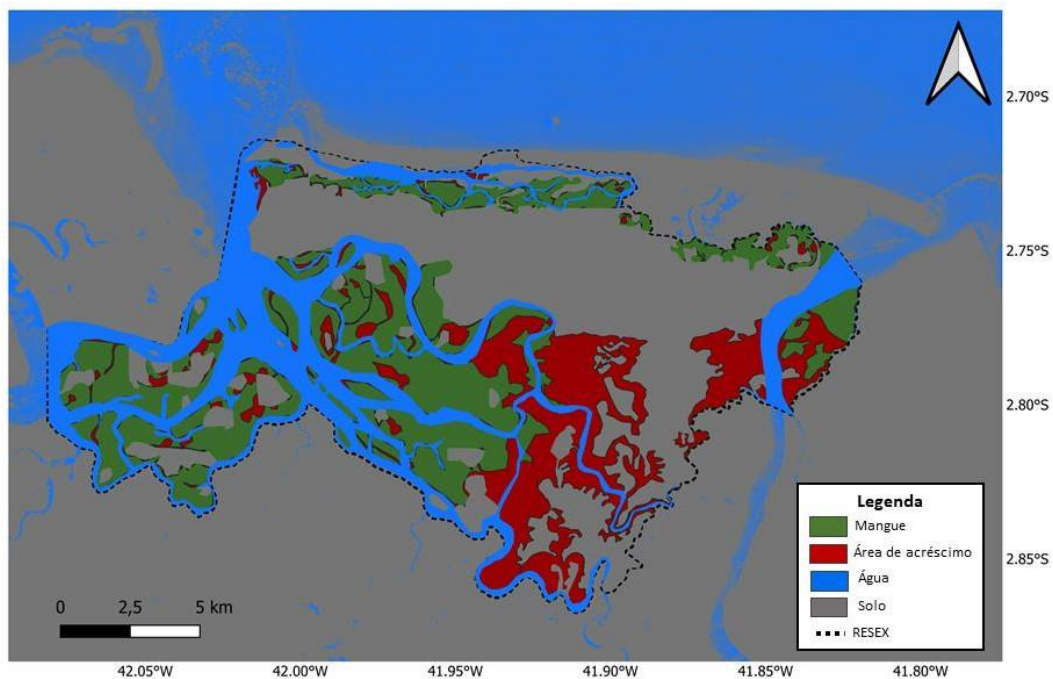 2.70°S
2.75°S
2.80°S
2.85°S
Legenda
Mangue
Área de acréscimo
Água
Solo
RESEX
0 2,5 5 km
42.05°W 42.00°W 41.95°W 41.90°W 41.85°W 41.80°W